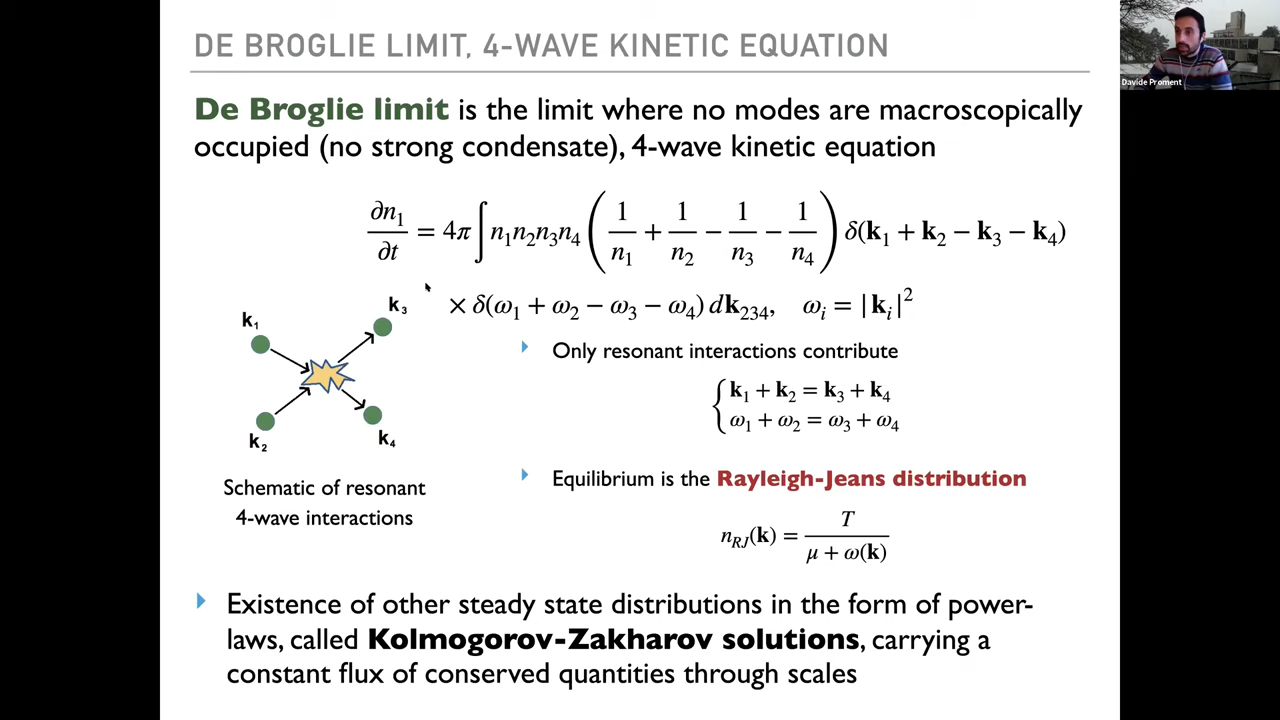 DE BROGLIE LIMIT, 4-WAVE KINETIC EQUATION
Davide Proment
De Broglie limit is the limit where no modes are macroscopically
occupied (no strong condensate), 4-wave kinetic equation
∂n₁/∂t = 4π ∫ n₁n₂n₃n₄ (1/n₁ + 1/n₂ − 1/n₃ − 1/n₄) δ(k₁ + k₂ − k₃ − k₄)
× δ(ω₁ + ω₂ − ω₃ − ω₄) dk₂₃₄, ωᵢ = |kᵢ|²
k₁
k₃
k₂
k₄
Schematic of resonant
4-wave interactions
Only resonant interactions contribute
k₁ + k₂ = k₃ + k₄
ω₁ + ω₂ = ω₃ + ω₄
Equilibrium is the Rayleigh-Jeans distribution
n_RJ(k) = T / (μ + ω(k))
Existence of other steady state distributions in the form of power-
laws, called Kolmogorov-Zakharov solutions, carrying a
constant flux of conserved quantities through scales